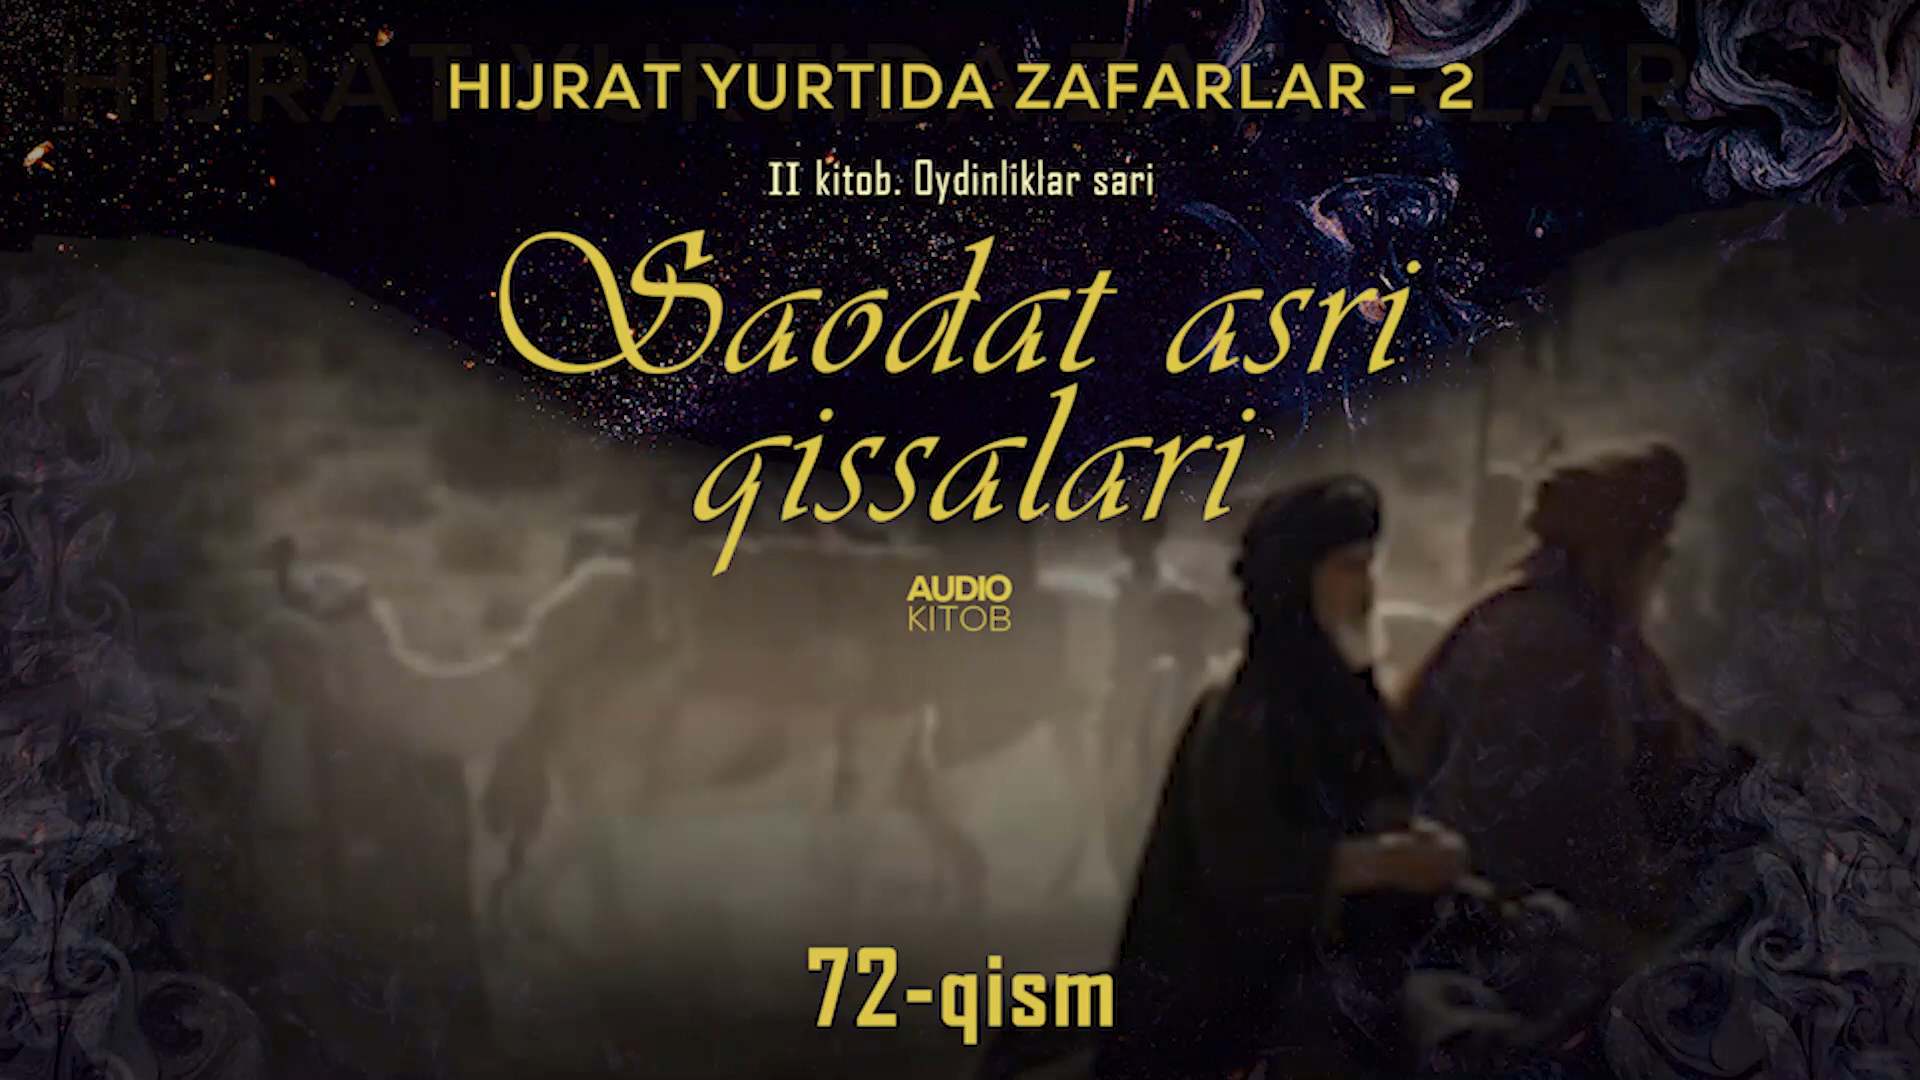 HIJRAT YURTIDA ZAFARLAR - 2
II kitob. Oydinliklar sari
Saodat asri
qissalari
AUDIO
KITOB
72-qism